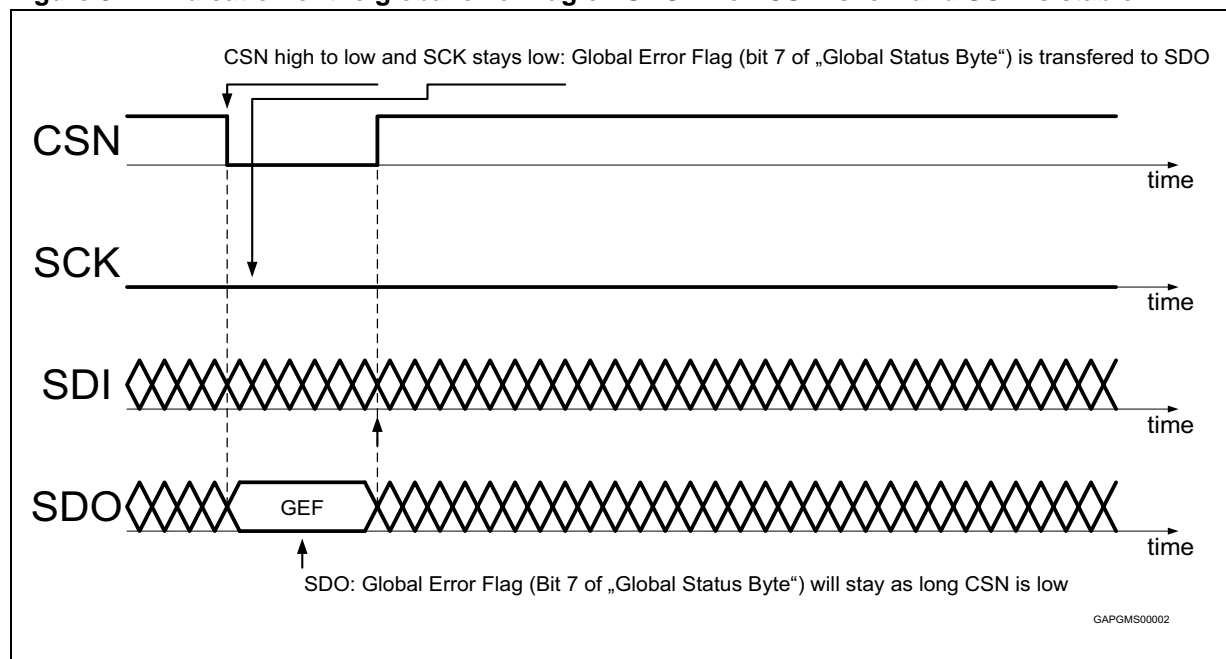 CSN high to low and SCK stays low: Global Error Flag (bit 7 of „Global Status Byte“) is transfered to SDO
CSN
time
SCK
time
SDI
time
SDO
GEF
time
SDO: Global Error Flag (Bit 7 of „Global Status Byte“) will stay as long CSN is low
GAPGMS00002